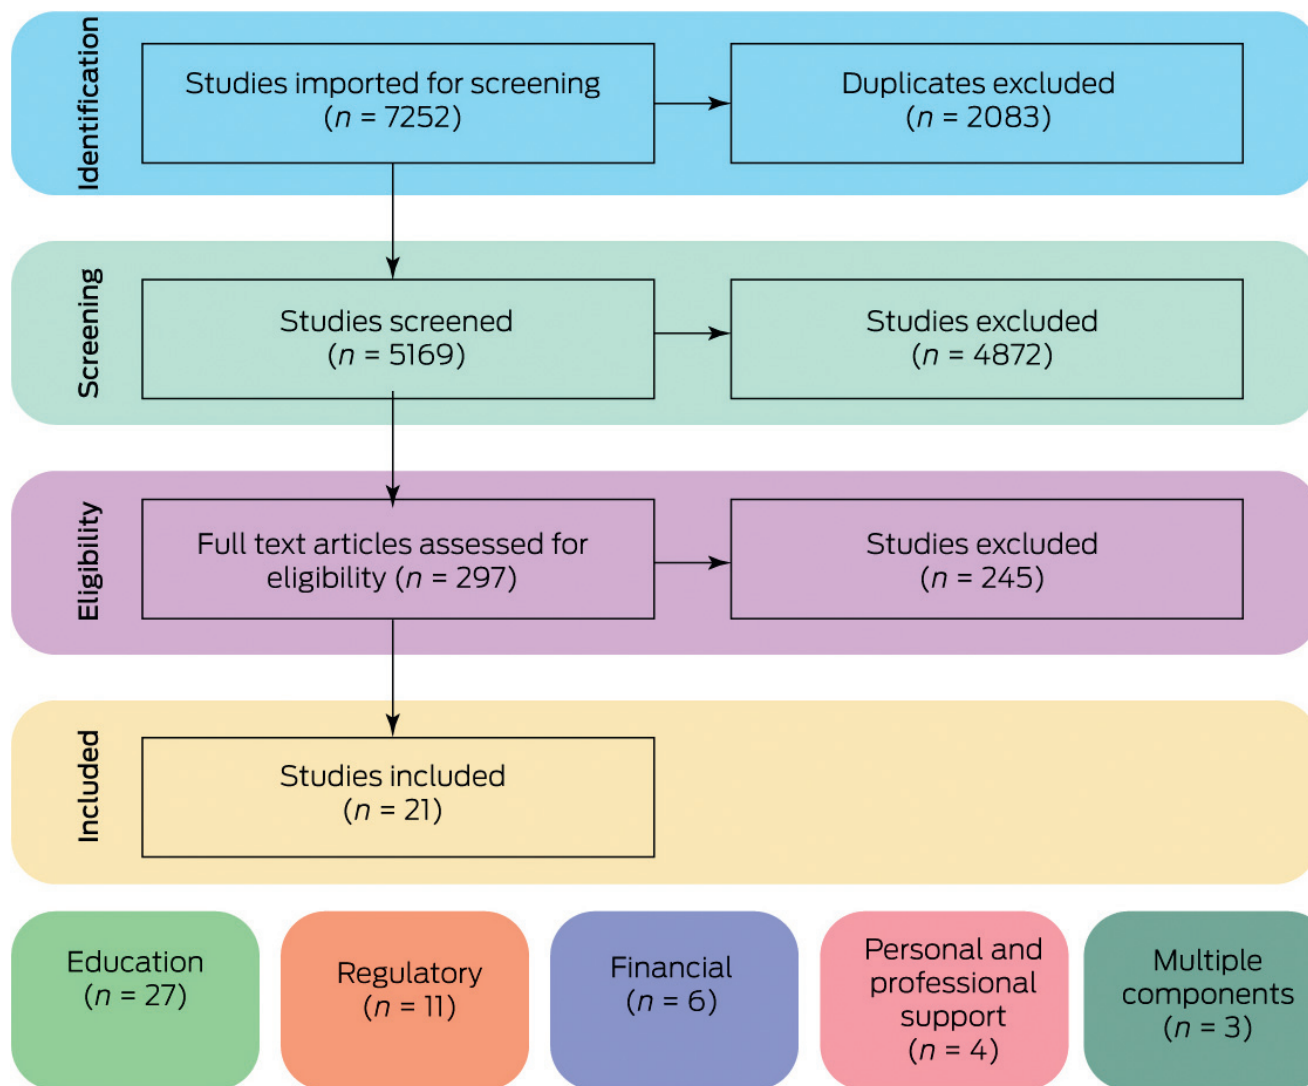 Identification
Studies imported for screening
(n = 7252)
Duplicates excluded
(n = 2083)
Screening
Studies screened
(n = 5169)
Studies excluded
(n = 4872)
Eligibility
Full text articles assessed for
eligibility (n = 297)
Studies excluded
(n = 245)
Included
Studies included
(n = 21)
Education
(n = 27)
Regulatory
(n = 11)
Financial
(n = 6)
Personal and
professional
support
(n = 4)
Multiple
components
(n = 3)